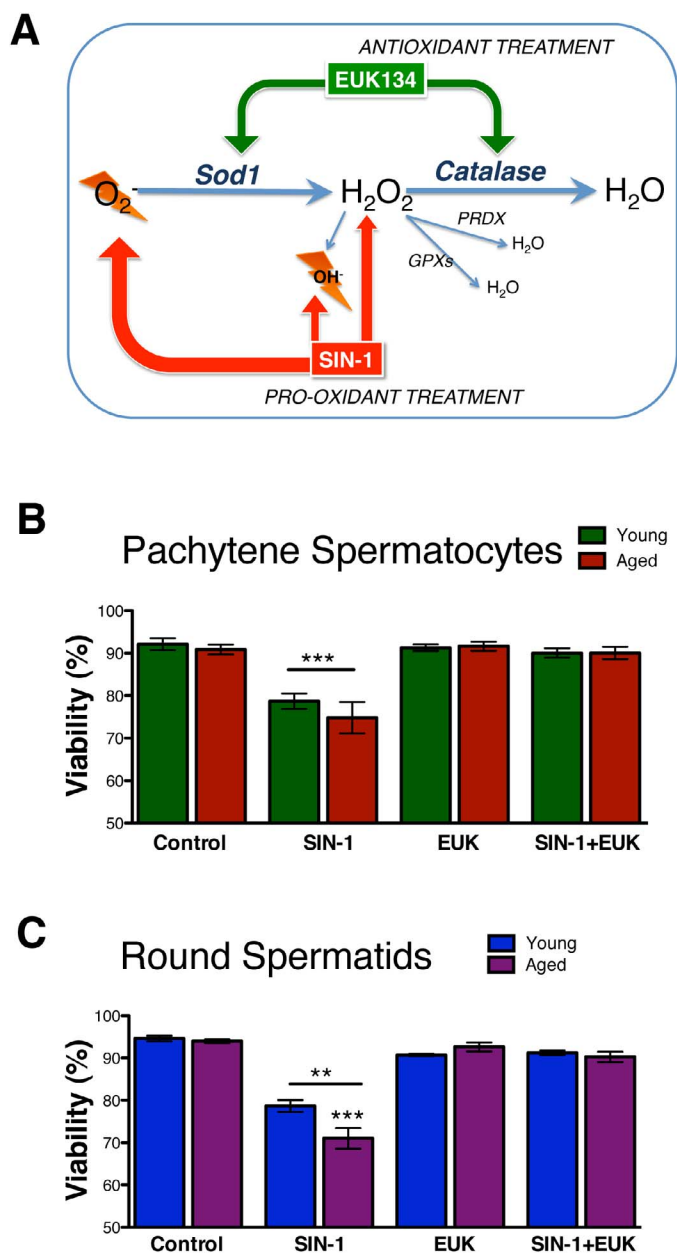 A
ANTIOXIDANT TREATMENT
EUK134
O2- Sod1 H2O2 Catalase H2O
PRDX
H2O
GPXs
OH-
H2O
SIN-1
PRO-OXIDANT TREATMENT
B
Pachytene Spermatocytes
Young
Aged
Viability (%)
100
90
80
70
60
50
***
Control SIN-1 EUK SIN-1+EUK
C
Round Spermatids
Young
Aged
Viability (%)
100
90
80
70
60
50
**
***
Control SIN-1 EUK SIN-1+EUK